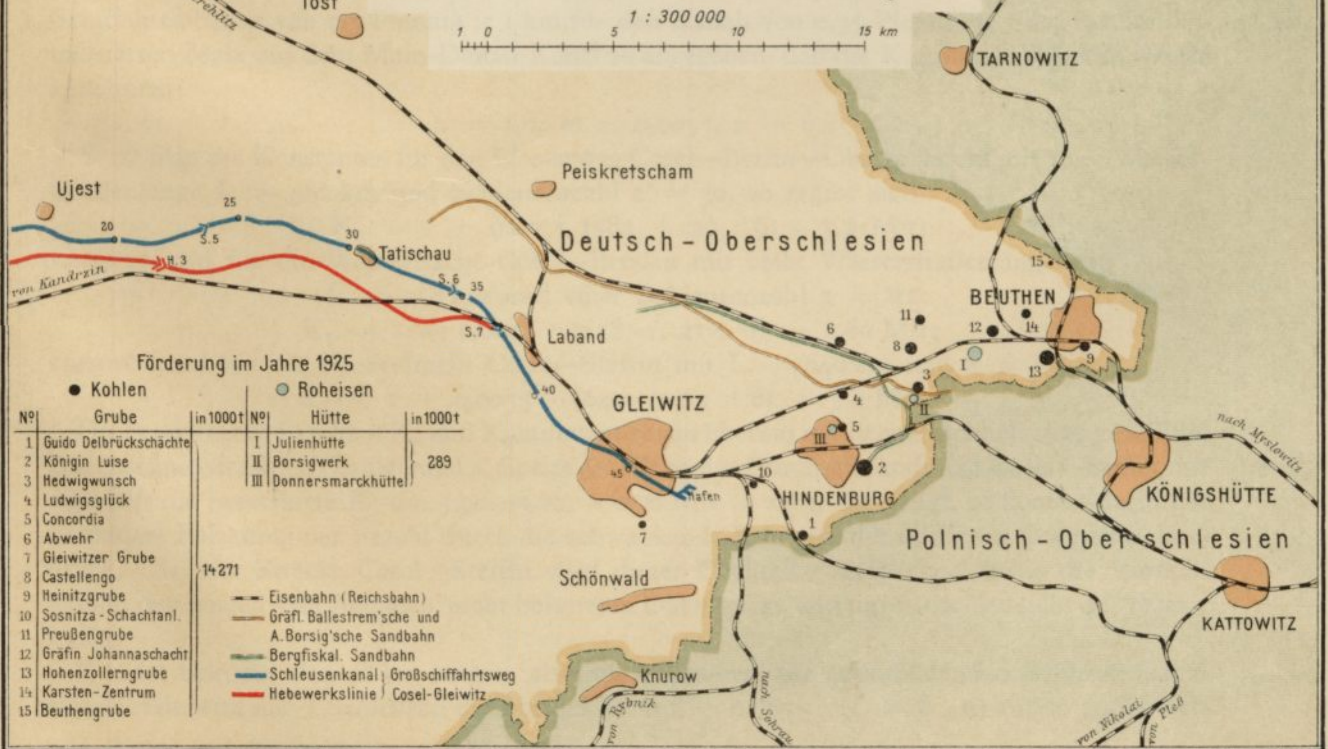 Tost
1 : 300 000
1 0 5 10 15 km
TARNOWITZ
Peiskretscham
Ujest
20
25
S.5
30
Tatischau
Deutsch-Oberschlesien
H.3
S.6
35
von Kandrzin
S.7
Laband
15
BEUTHEN
11
12
14
6
8
I
13
9
3
II
4
40
GLEIWITZ
III
5
2
nach Myslowitz
45
Hafen
10
HINDENBURG
KÖNIGSHÜTTE
7
1
Polnisch-Oberschlesien
Schönwald
KATTOWITZ
Knurow
von Rybnik
nach Sohrau
von Nikolai
von Pleß
Förderung im Jahre 1925
Kohlen Roheisen
Nº Grube in 1000t Nº Hütte in 1000t
1 Guido Delbrückschächte I Julienhütte
2 Königin Luise II Borsigwerk 289
3 Hedwigwunsch III Donnersmarckhütte
4 Ludwigsglück
5 Concordia
6 Abwehr
7 Gleiwitzer Grube
8 Castellengo 14271
9 Heinitzgrube
10 Sosnitza-Schachtanl.
11 Preußengrube
12 Gräfin Johannaschacht
13 Hohenzollerngrube
14 Karsten-Zentrum
15 Beuthengrube
Eisenbahn (Reichsbahn)
Gräfl. Ballestrem'sche und
A.Borsig'sche Sandbahn
Bergfiskal. Sandbahn
Schleusenkanal Großschiffahrtsweg
Hebewerkslinie Cosel-Gleiwitz